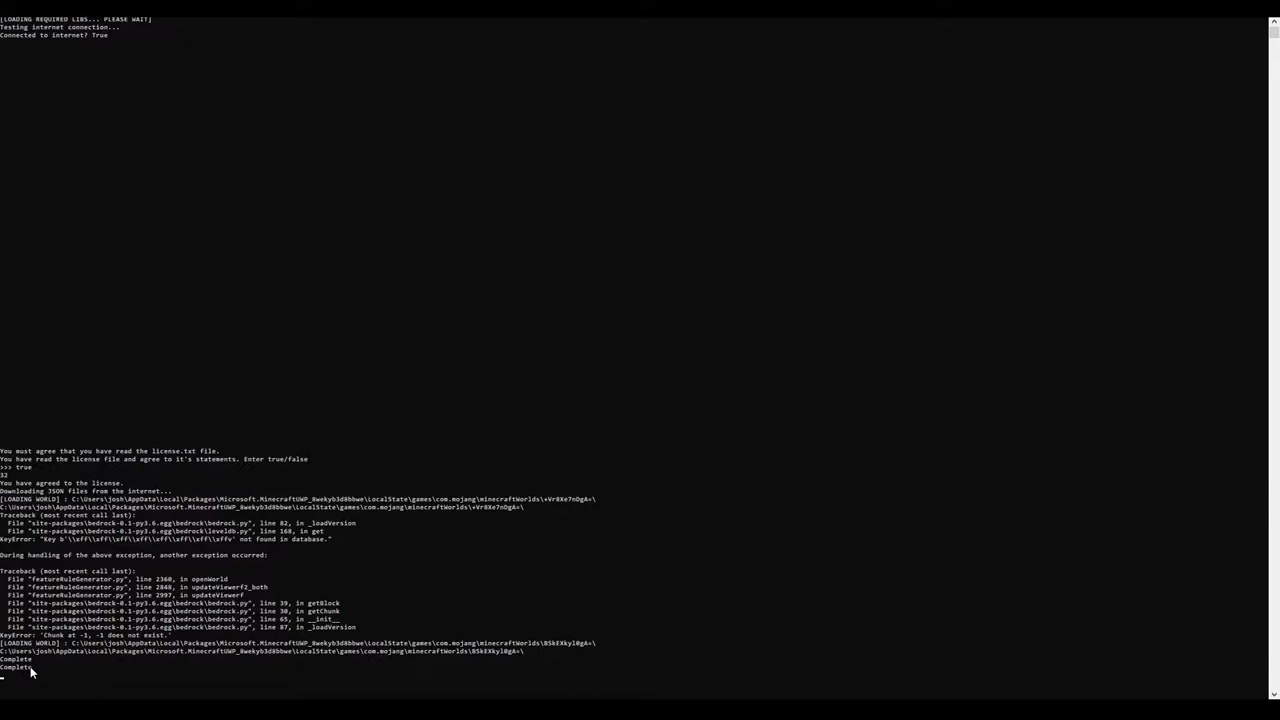 [LOADING REQUIRED LIBS... PLEASE WAIT]
Testing internet connection...
Connected to internet? True
You must agree that you have read the license.txt file.
You have read the license file and agree to it's statements. Enter true/false
>>> true
32
You have agreed to the license.
Downloading JSON files from the internet...
[LOADING WORLD] : C:\Users\josh\AppData\Local\Packages\Microsoft.MinecraftUWP_8wekyb3d8bbwe\LocalState\games\com.mojang\minecraftWorlds\+Vr8Xe7nDgA=\
C:\Users\josh\AppData\Local\Packages\Microsoft.MinecraftUWP_8wekyb3d8bbwe\LocalState\games\com.mojang\minecraftWorlds\+Vr8Xe7nDgA=\
Traceback (most recent call last):
  File "site-packages\bedrock-0.1-py3.6.egg\bedrock\bedrock.py", line 82, in _loadVersion
  File "site-packages\bedrock-0.1-py3.6.egg\bedrock\leveldb.py", line 168, in get
KeyError: "Key b'\\xff\\xff\\xff\\xff\\xff\\xff\\xff\\xffv' not found in database."
During handling of the above exception, another exception occurred:
Traceback (most recent call last):
  File "featureRuleGenerator.py", line 2360, in openWorld
  File "featureRuleGenerator.py", line 2848, in updateViewerf2_both
  File "featureRuleGenerator.py", line 2997, in updateViewerf
  File "site-packages\bedrock-0.1-py3.6.egg\bedrock\bedrock.py", line 39, in getBlock
  File "site-packages\bedrock-0.1-py3.6.egg\bedrock\bedrock.py", line 30, in getChunk
  File "site-packages\bedrock-0.1-py3.6.egg\bedrock\bedrock.py", line 65, in __init__
  File "site-packages\bedrock-0.1-py3.6.egg\bedrock\bedrock.py", line 87, in _loadVersion
KeyError: 'Chunk at -1, -1 does not exist.'
[LOADING WORLD] : C:\Users\josh\AppData\Local\Packages\Microsoft.MinecraftUWP_8wekyb3d8bbwe\LocalState\games\com.mojang\minecraftWorlds\B5kEXkyl0gA=\
C:\Users\josh\AppData\Local\Packages\Microsoft.MinecraftUWP_8wekyb3d8bbwe\LocalState\games\com.mojang\minecraftWorlds\B5kEXkyl0gA=\
Complete
Complete